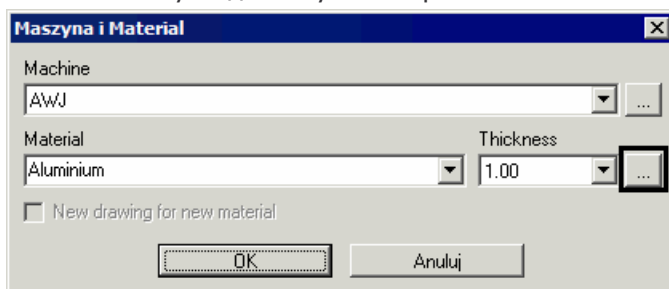 Maszyna i Material
Machine
AWJ
...
Material
Thickness
Aluminium
1.00
...
New drawing for new material
OK
Anuluj